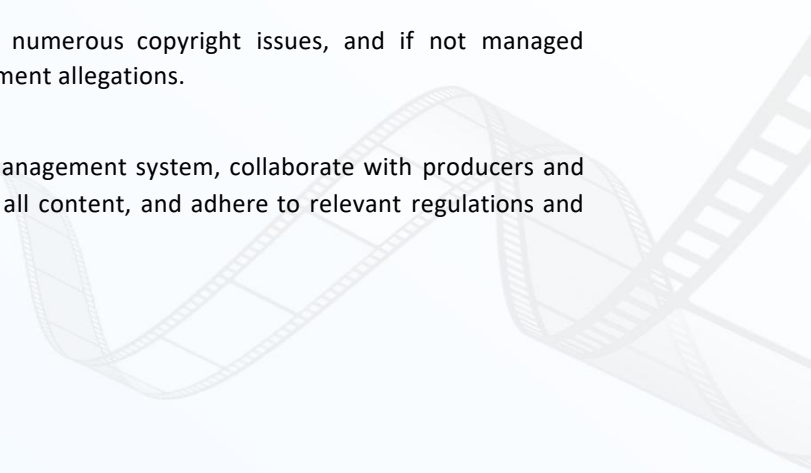 numerous copyright issues, and if not managed
ment allegations.
anagement system, collaborate with producers and
all content, and adhere to relevant regulations and